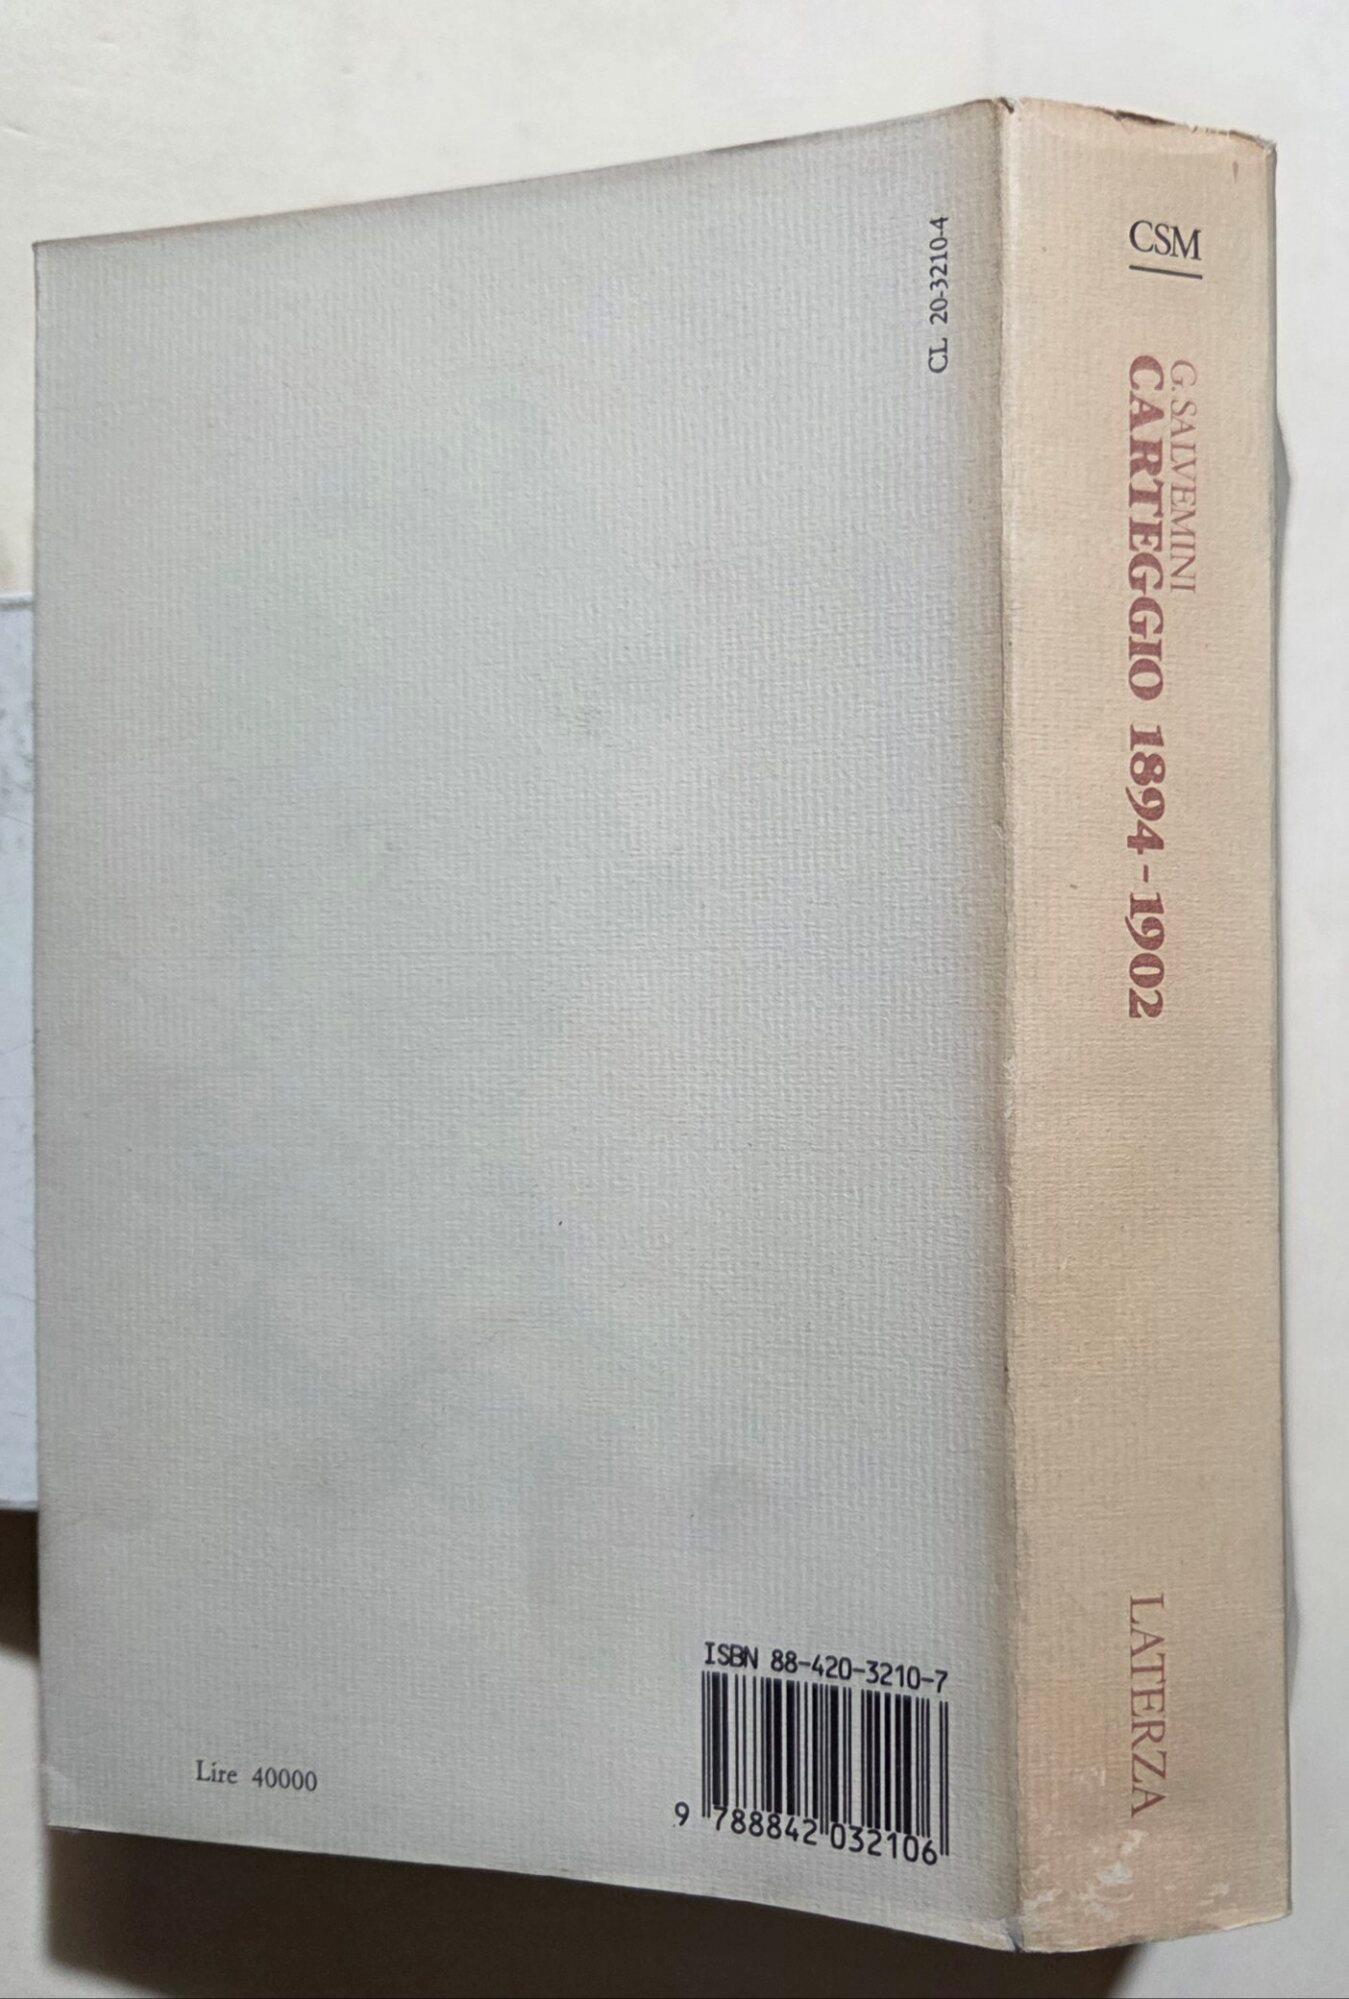 CL 20-3210-4
ISBN 88-420-3210-7
9 788842 032106
Lire 40000
CSM
G. SALVEMINI
CARTEGGIO 1894-1902
LATERZA